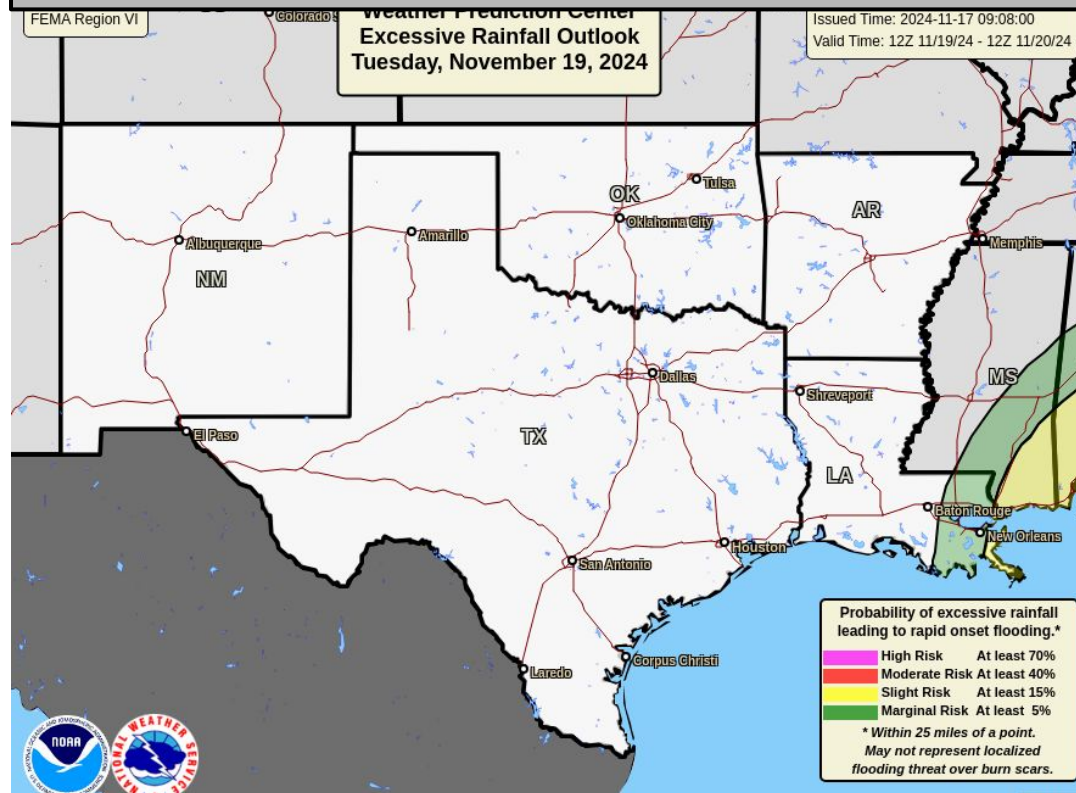 FEMA Region VI
Colorado S
Weather Prediction Center
Excessive Rainfall Outlook
Tuesday, November 19, 2024
Issued Time: 2024-11-17 09:08:00
Valid Time: 12Z 11/19/24 - 12Z 11/20/24
Tulsa
OK
Oklahoma City
AR
Albuquerque
Amarillo
Memphis
NM
Dallas
MS
Shreveport
El Paso
TX
LA
Baton Rouge
New Orleans
Houston
San Antonio
Corpus Christi
Laredo
Probability of excessive rainfall
leading to rapid onset flooding.*
High Risk At least 70%
Moderate Risk At least 40%
Slight Risk At least 15%
Marginal Risk At least 5%
* Within 25 miles of a point.
May not represent localized
flooding threat over burn scars.
NOAA
NATIONAL WEATHER SERVICE